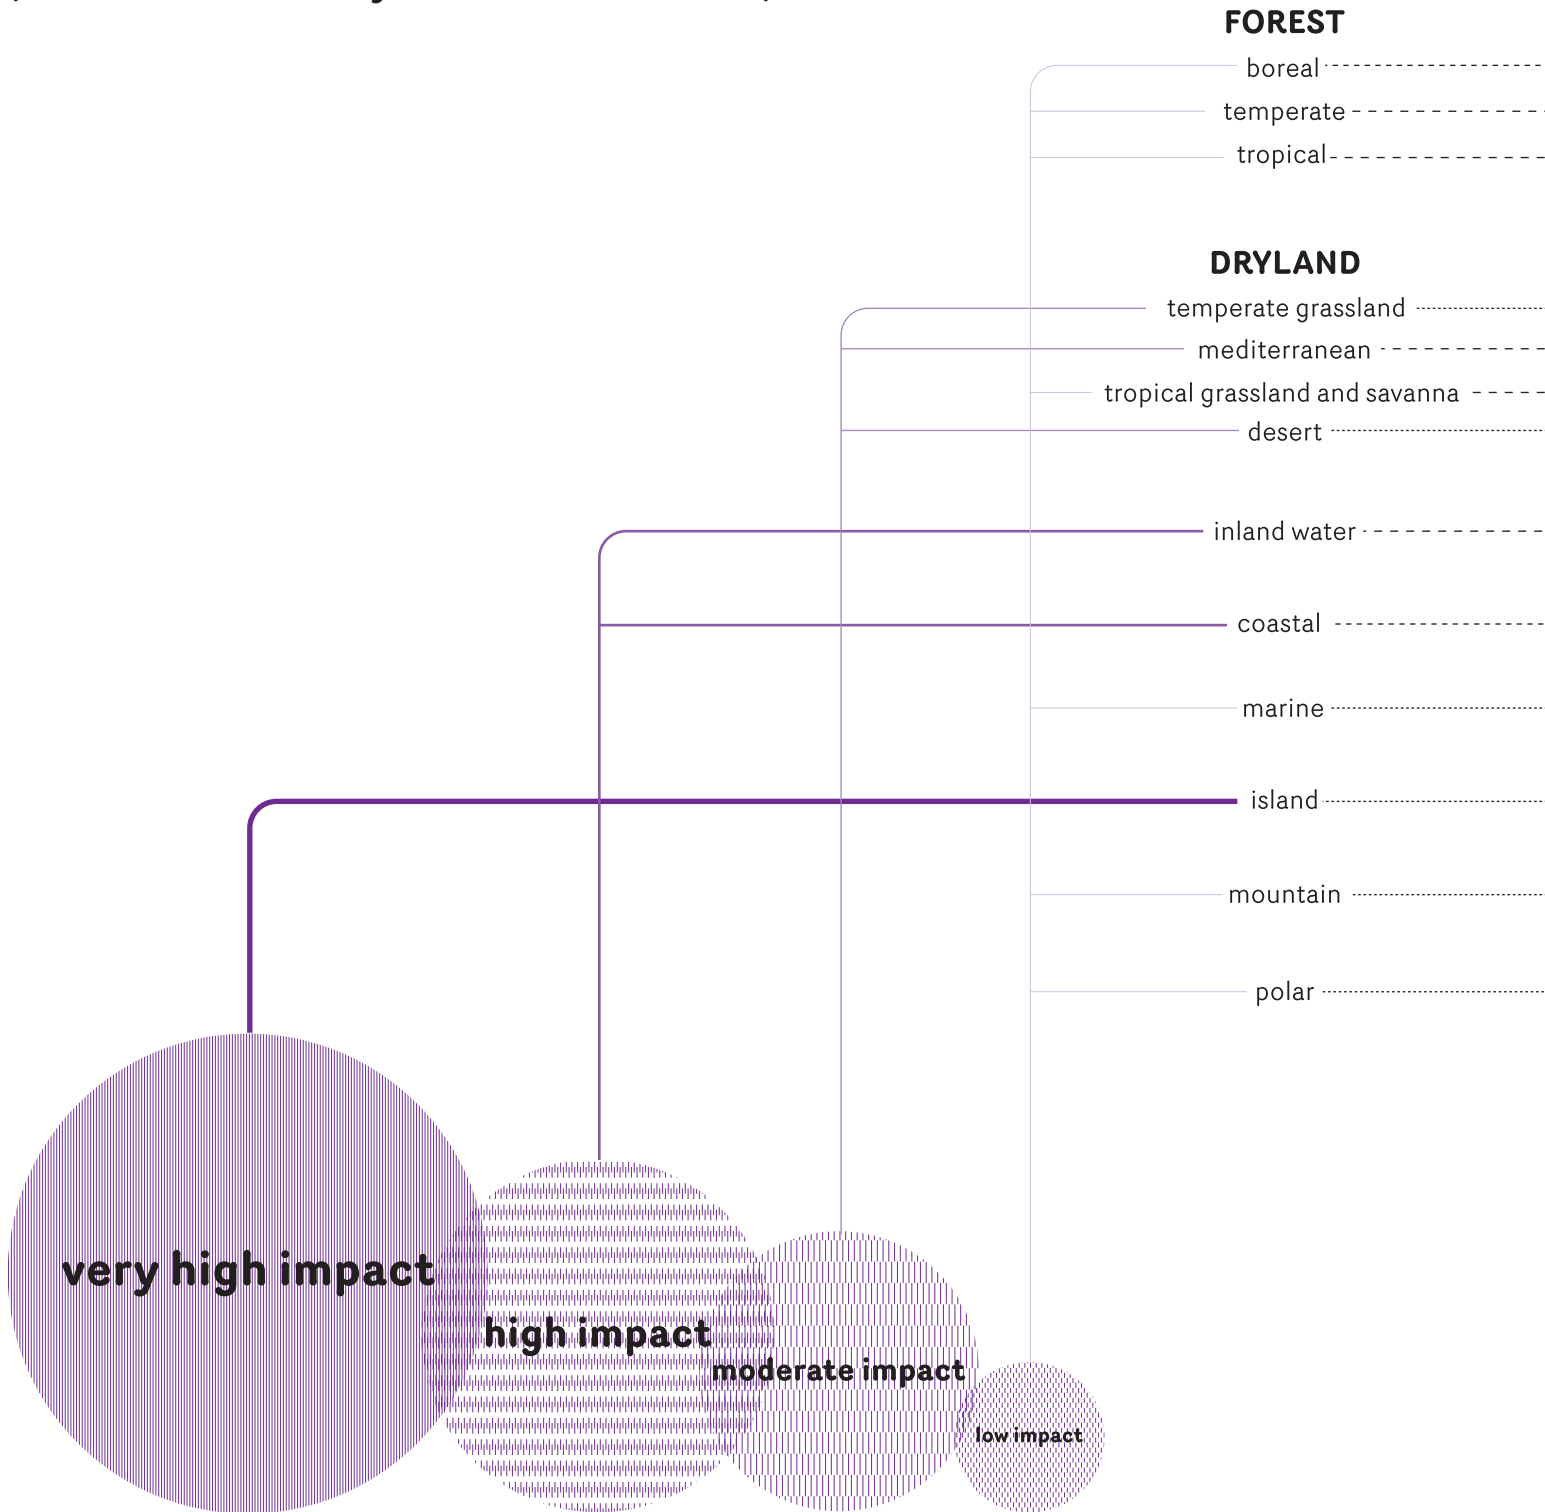 FOREST
boreal
temperate
tropical
DRYLAND
temperate grassland
mediterranean
tropical grassland and savanna
desert
inland water
coastal
marine
island
mountain
polar
very high impact
high impact
moderate impact
low impact